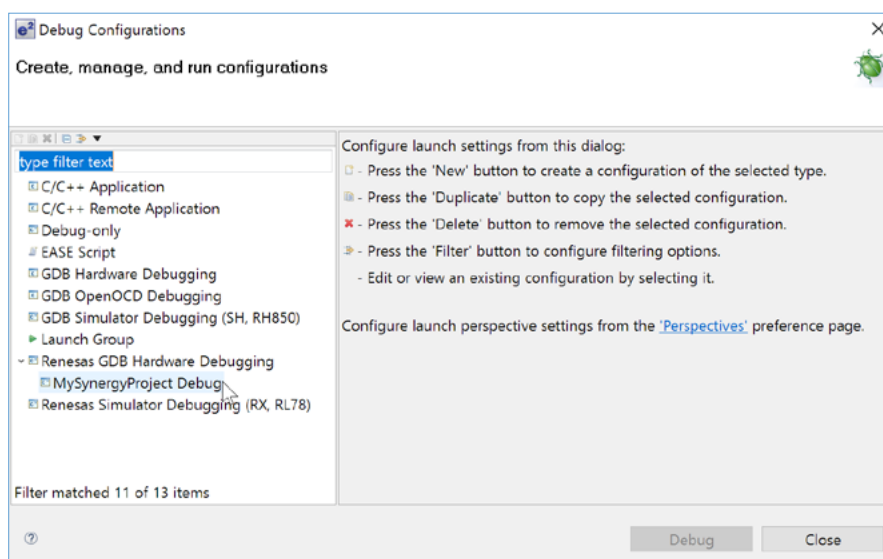 e² Debug Configurations
Create, manage, and run configurations
type filter text
C/C++ Application
C/C++ Remote Application
Debug-only
EASE Script
GDB Hardware Debugging
GDB OpenOCD Debugging
GDB Simulator Debugging (SH, RH850)
Launch Group
Renesas GDB Hardware Debugging
MySynergyProject Debug
Renesas Simulator Debugging (RX, RL78)
Filter matched 11 of 13 items
Configure launch settings from this dialog:
- Press the 'New' button to create a configuration of the selected type.
- Press the 'Duplicate' button to copy the selected configuration.
- Press the 'Delete' button to remove the selected configuration.
- Press the 'Filter' button to configure filtering options.
- Edit or view an existing configuration by selecting it.
Configure launch perspective settings from the 'Perspectives' preference page.
Debug
Close